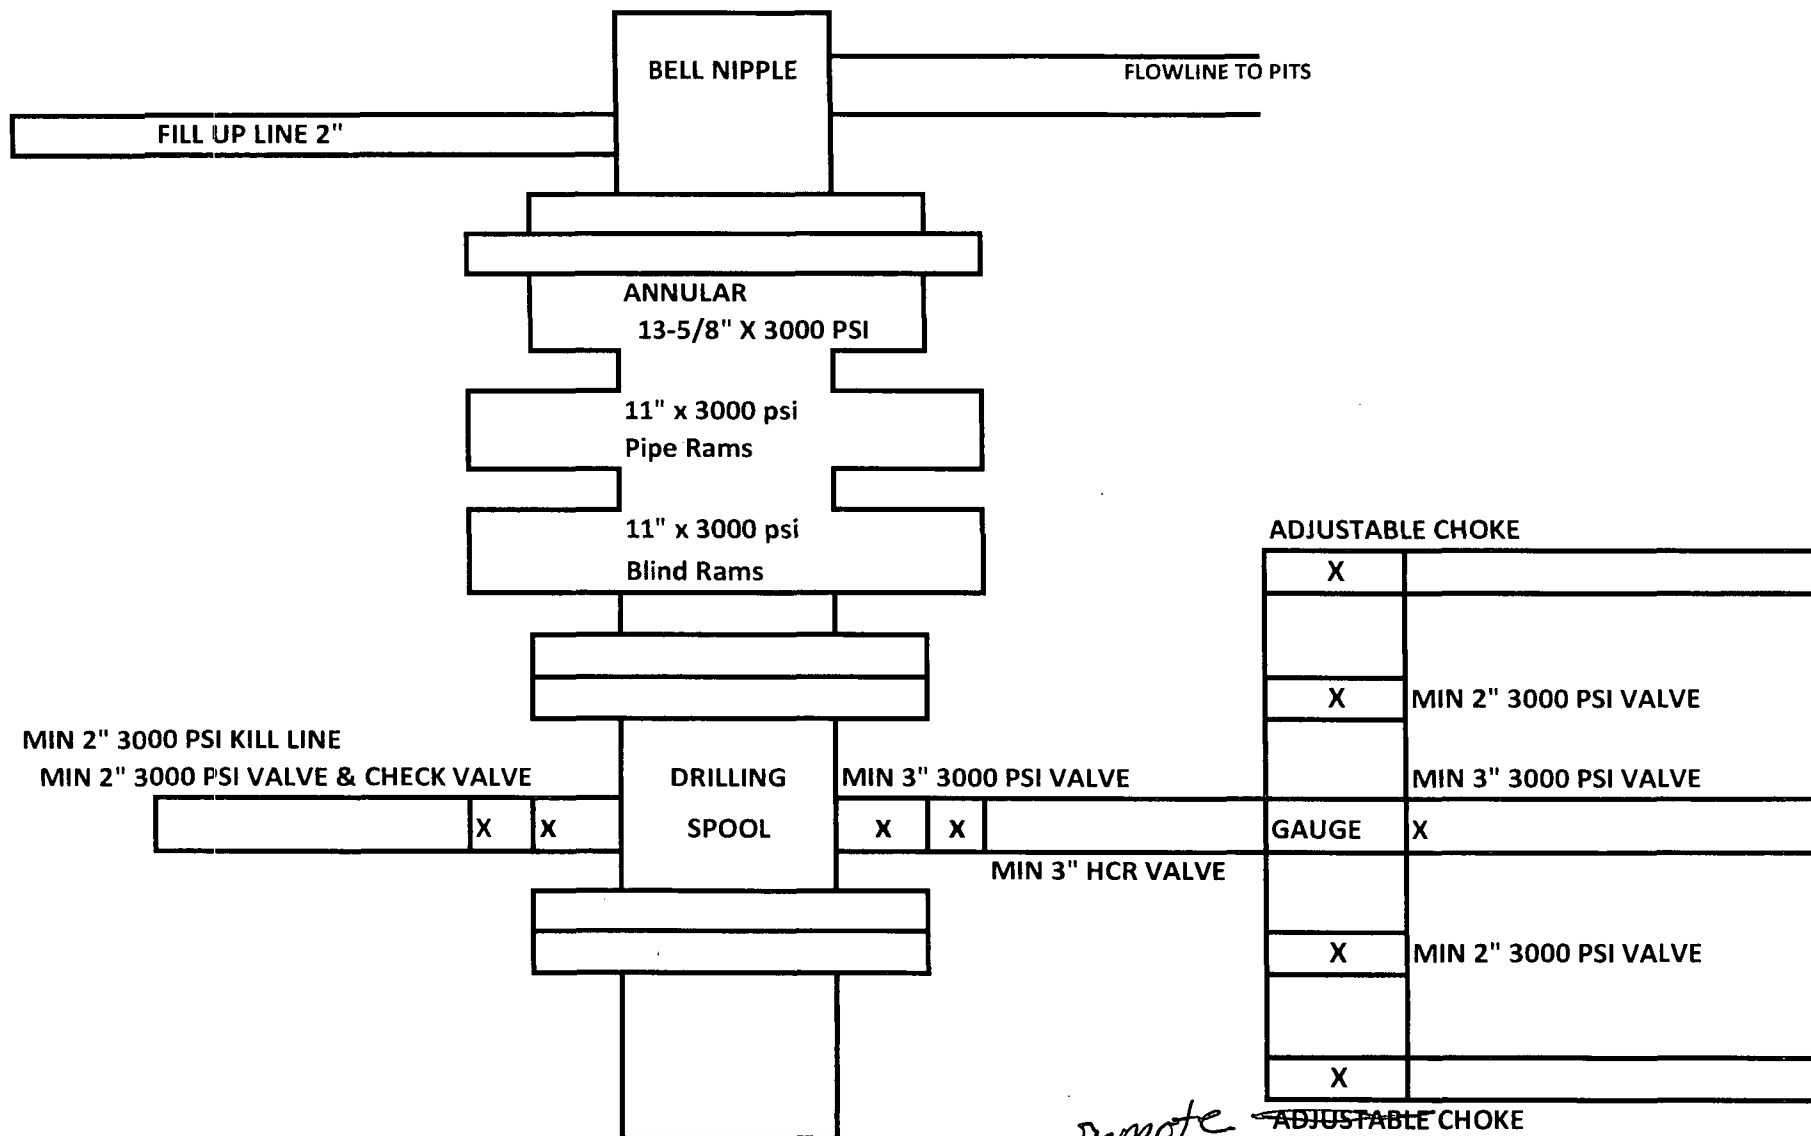 BELL NIPPLE
FLOWLINE TO PITS
FILL UP LINE 2"
ANNULAR
13-5/8" X 3000 PSI
11" x 3000 psi
Pipe Rams
11" x 3000 psi
Blind Rams
ADJUSTABLE CHOKE
X
X MIN 2" 3000 PSI VALVE
MIN 2" 3000 PSI KILL LINE
MIN 2" 3000 PSI VALVE & CHECK VALVE
DRILLING
SPOOL
MIN 3" 3000 PSI VALVE
MIN 3" 3000 PSI VALVE
X X
X X
GAUGE X
MIN 3" HCR VALVE
X MIN 2" 3000 PSI VALVE
X
Remote ADJUSTABLE CHOKE